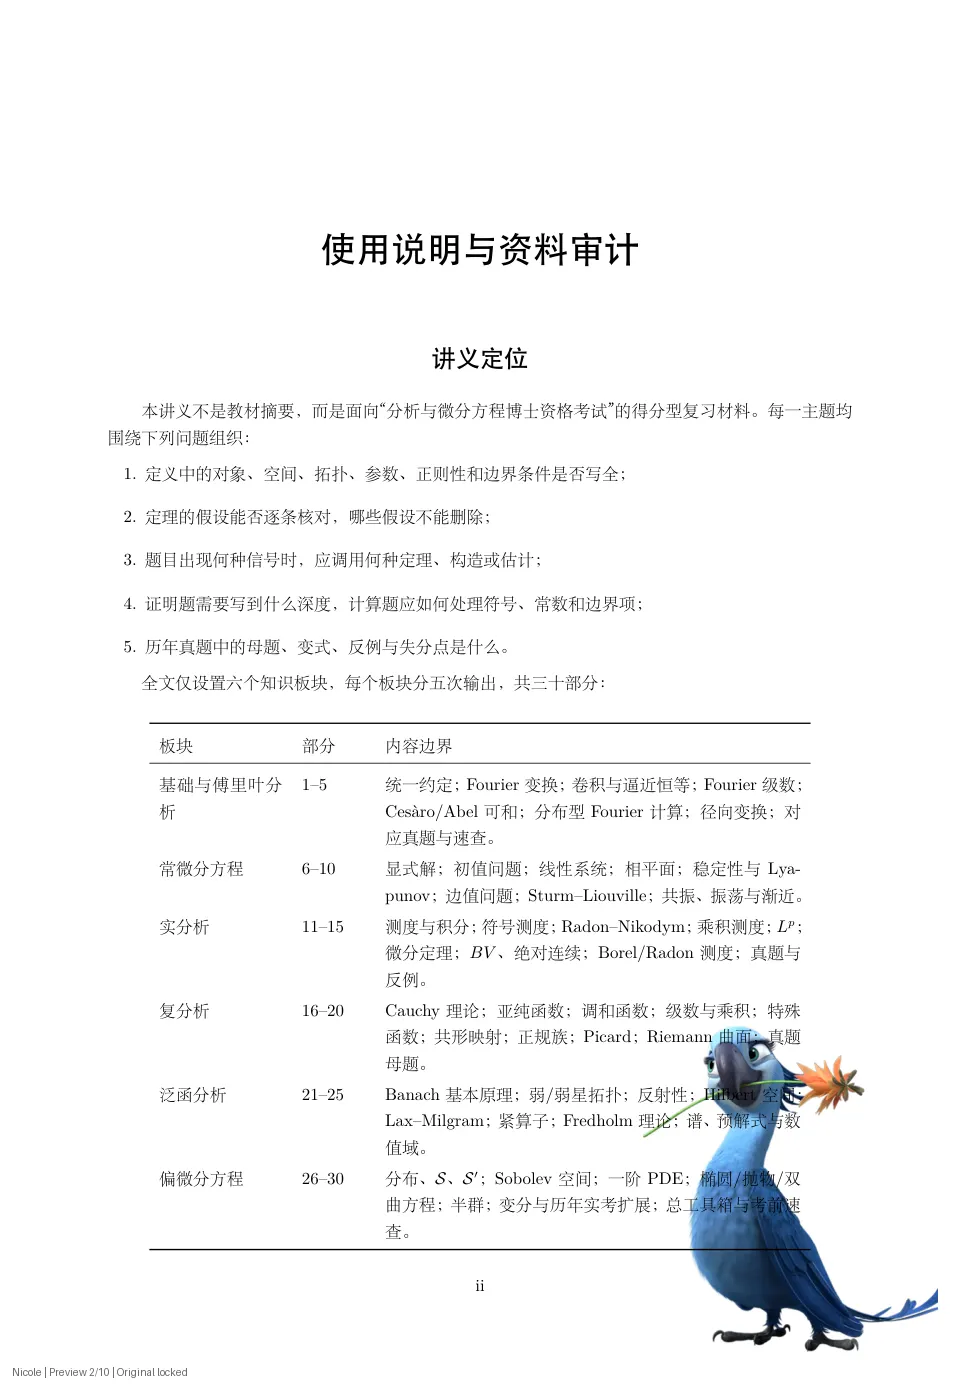 使用说明与资料审计
讲义定位
本讲义不是教材摘要，而是面向“分析与微分方程博士资格考试”的得分型复习材料。每一主题均
围绕下列问题组织：
1. 定义中的对象、空间、拓扑、参数、正则性和边界条件是否写全；
2. 定理的假设能否逐条核对，哪些假设不能删除；
3. 题目出现何种信号时，应调用何种定理、构造或估计；
4. 证明题需要写到什么深度，计算题应如何处理符号、常数和边界项；
5. 历年真题中的母题、变式、反例与失分点是什么。
全文仅设置六个知识板块，每个板块分五次输出，共三十部分：
板块 部分 内容边界
基础与傅里叶分 1–5 统一约定；Fourier 变换；卷积与逼近恒等；Fourier 级数；
析 Cesàro/Abel 可和；分布型 Fourier 计算；径向变换；对
应真题与速查。
常微分方程 6–10 显式解；初值问题；线性系统；相平面；稳定性与 Lya-
punov；边值问题；Sturm–Liouville；共振、振荡与渐近。
实分析 11–15 测度与积分；符号测度；Radon–Nikodym；乘积测度；Lᵖ；
微分定理；BV、绝对连续；Borel/Radon 测度；真题与
反例。
复分析 16–20 Cauchy 理论；亚纯函数；调和函数；级数与乘积；特殊
函数；共形映射；正规族；Picard；Riemann 曲面；真题
母题。
泛函分析 21–25 Banach 基本原理；弱/弱星拓扑；反射性；Hilbert 空间；
Lax–Milgram；紧算子；Fredholm 理论；谱、预解式与数
值域。
偏微分方程 26–30 分布、𝒮、𝒮′；Sobolev 空间；一阶 PDE；椭圆/抛物/双
曲方程；半群；变分与历年实考扩展；总工具箱与考前速
查。
ii
Nicole | Preview 2/10 | Original locked